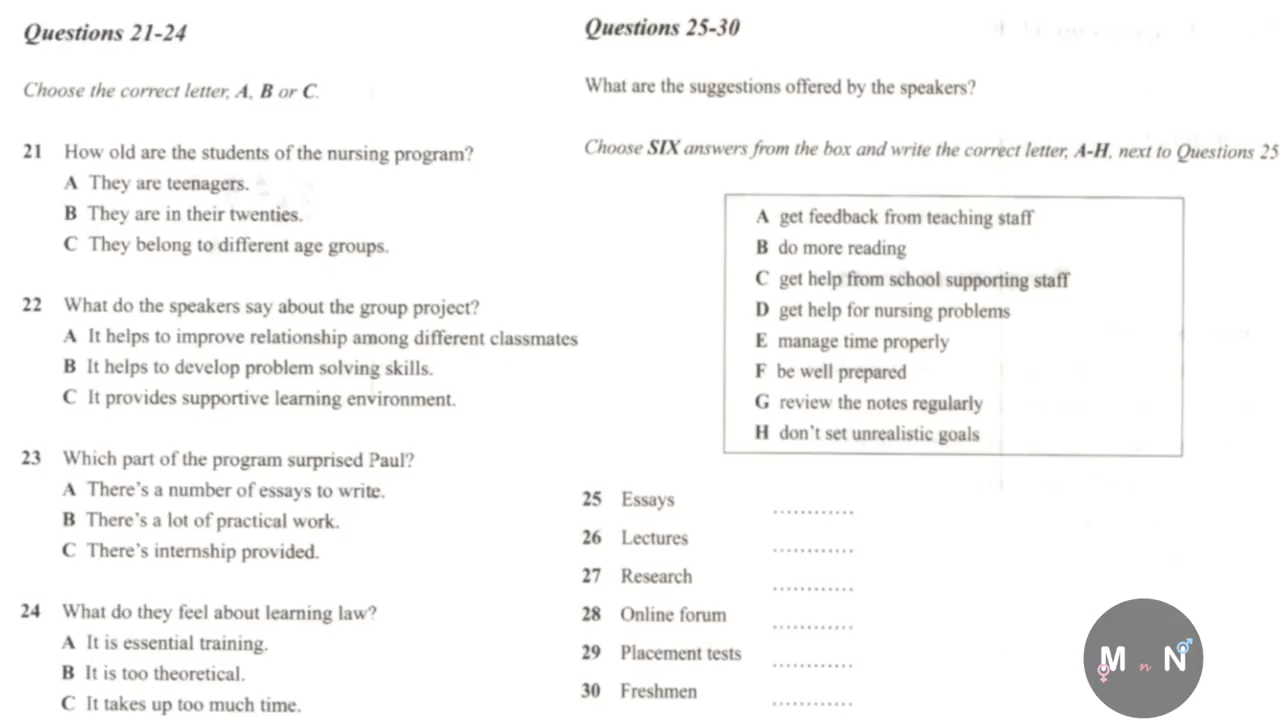 Questions 21-24
Choose the correct letter, A, B or C.
21 How old are the students of the nursing program?
A They are teenagers.
B They are in their twenties.
C They belong to different age groups.
22 What do the speakers say about the group project?
A It helps to improve relationship among different classmates
B It helps to develop problem solving skills.
C It provides supportive learning environment.
23 Which part of the program surprised Paul?
A There's a number of essays to write.
B There's a lot of practical work.
C There's internship provided.
24 What do they feel about learning law?
A It is essential training.
B It is too theoretical.
C It takes up too much time.
Questions 25-30
What are the suggestions offered by the speakers?
Choose SIX answers from the box and write the correct letter, A-H, next to Questions 25
A get feedback from teaching staff
B do more reading
C get help from school supporting staff
D get help for nursing problems
E manage time properly
F be well prepared
G review the notes regularly
H don't set unrealistic goals
25 Essays ............
26 Lectures ............
27 Research ............
28 Online forum ............
29 Placement tests ............
30 Freshmen ............
M n N